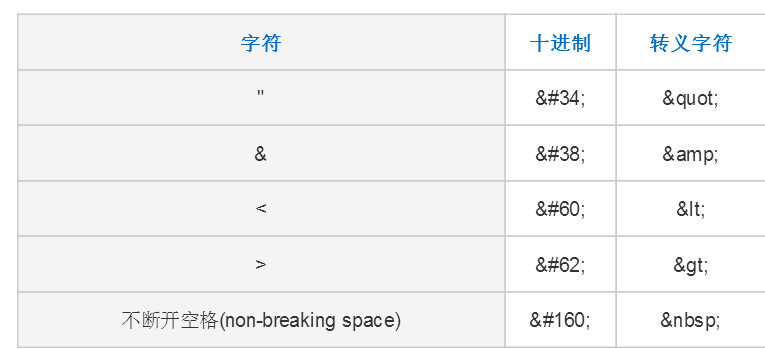 字符 十进制 转义字符
" &#34; &quot;
& &#38; &amp;
< &#60; &lt;
> &#62; &gt;
不断开空格(non-breaking space) &#160; &nbsp;